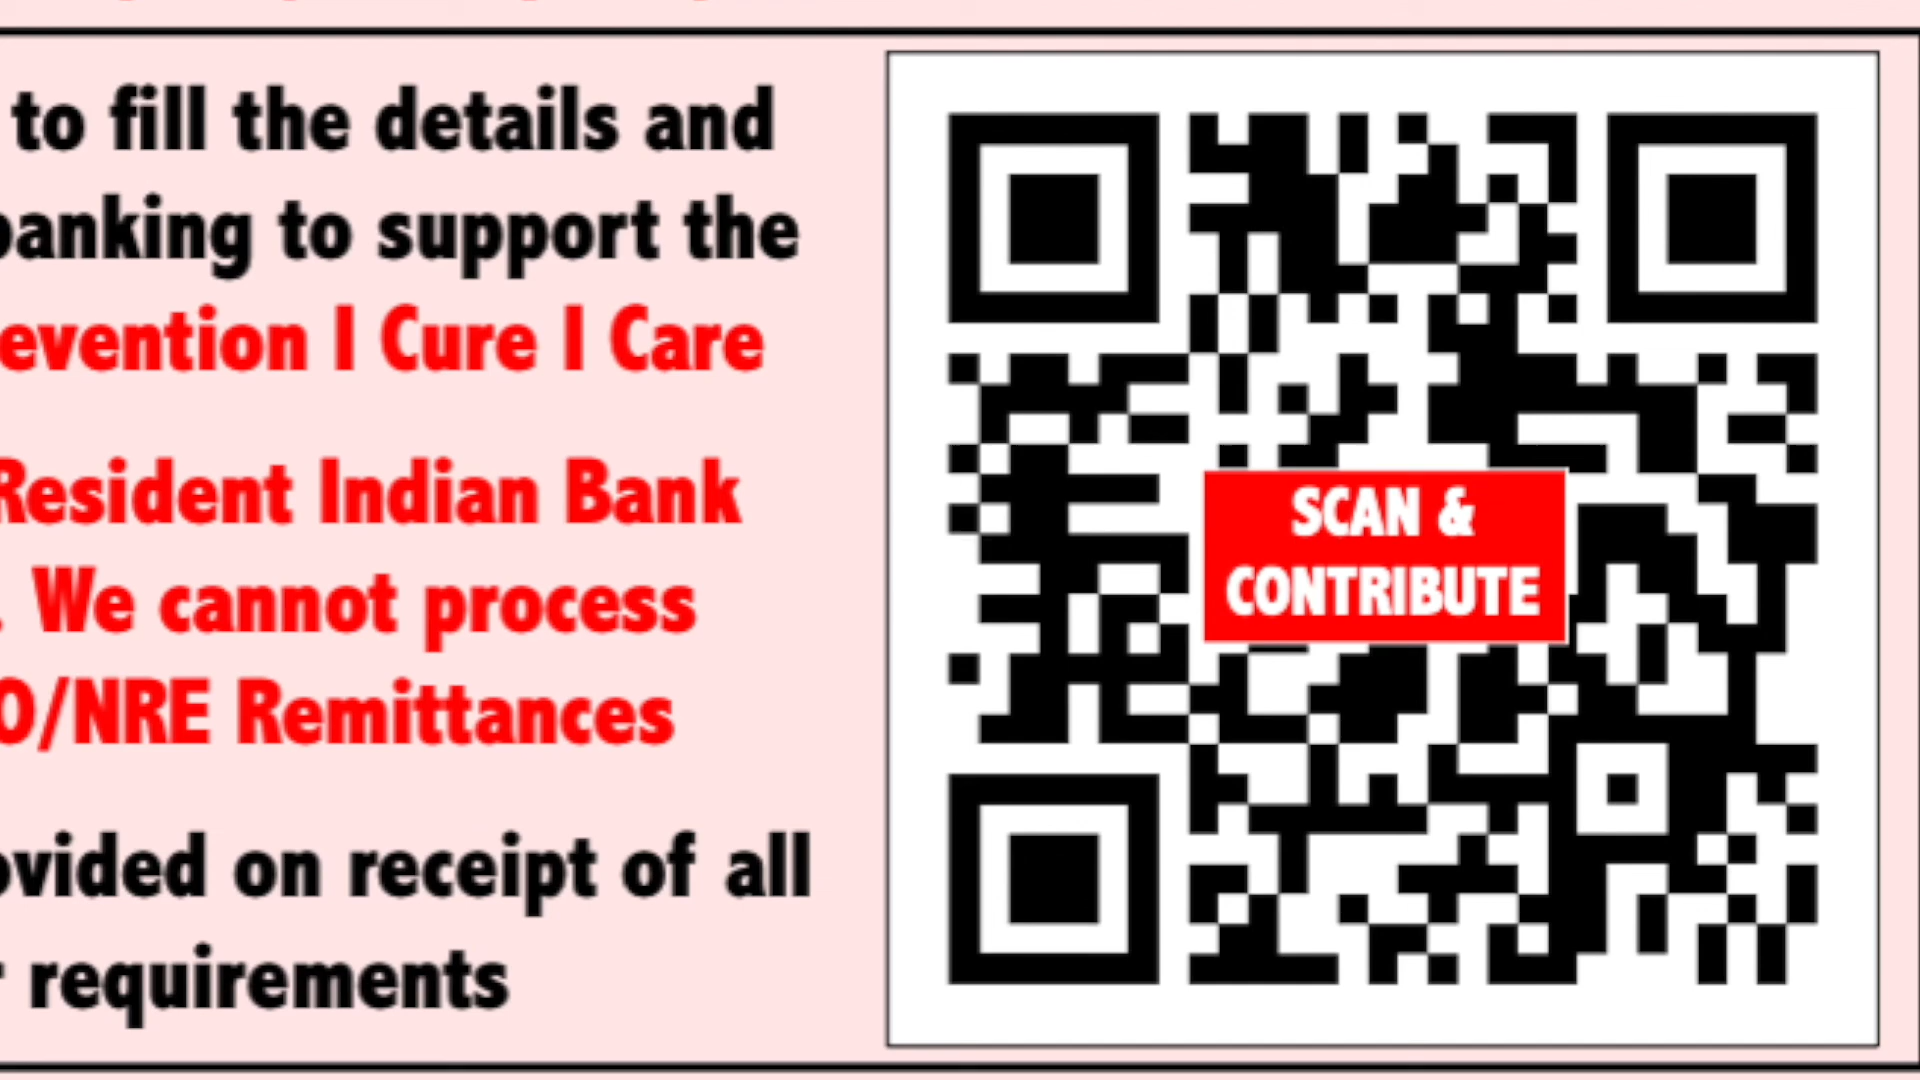 to fill the details and
banking to support the
evention I Cure I Care
Resident Indian Bank
. We cannot process
O/NRE Remittances
ovided on receipt of all
requirements
SCAN &
CONTRIBUTE